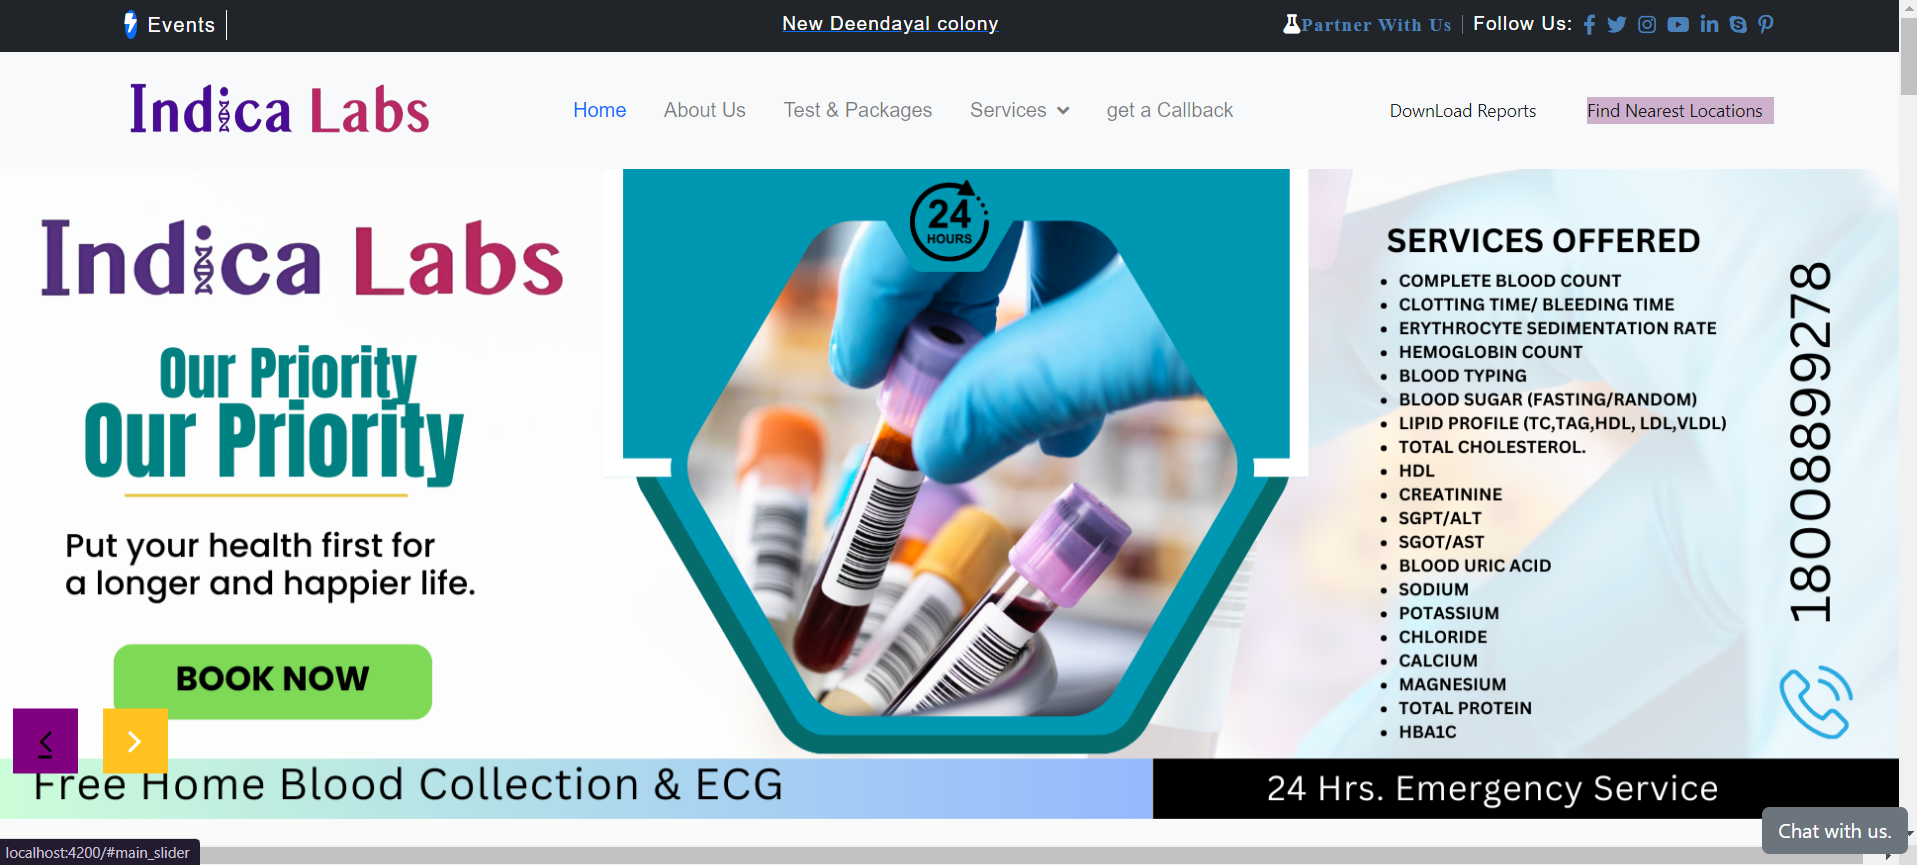 Events
New Deendayal colony
Partner With Us
Follow Us:
Indica Labs
Home
About Us
Test & Packages
Services
get a Callback
DownLoad Reports
Find Nearest Locations
Indica Labs
Our Priority
Our Priority
Put your health first for
a longer and happier life.
BOOK NOW
24
HOURS
SERVICES OFFERED
COMPLETE BLOOD COUNT
CLOTTING TIME/ BLEEDING TIME
ERYTHROCYTE SEDIMENTATION RATE
HEMOGLOBIN COUNT
BLOOD TYPING
BLOOD SUGAR (FASTING/RANDOM)
LIPID PROFILE (TC,TAG,HDL, LDL,VLDL)
TOTAL CHOLESTEROL.
HDL
CREATININE
SGPT/ALT
SGOT/AST
BLOOD URIC ACID
SODIUM
POTASSIUM
CHLORIDE
CALCIUM
MAGNESIUM
TOTAL PROTEIN
HBA1C
18008899278
Free Home Blood Collection & ECG
24 Hrs. Emergency Service
Chat with us.
localhost:4200/#main_slider